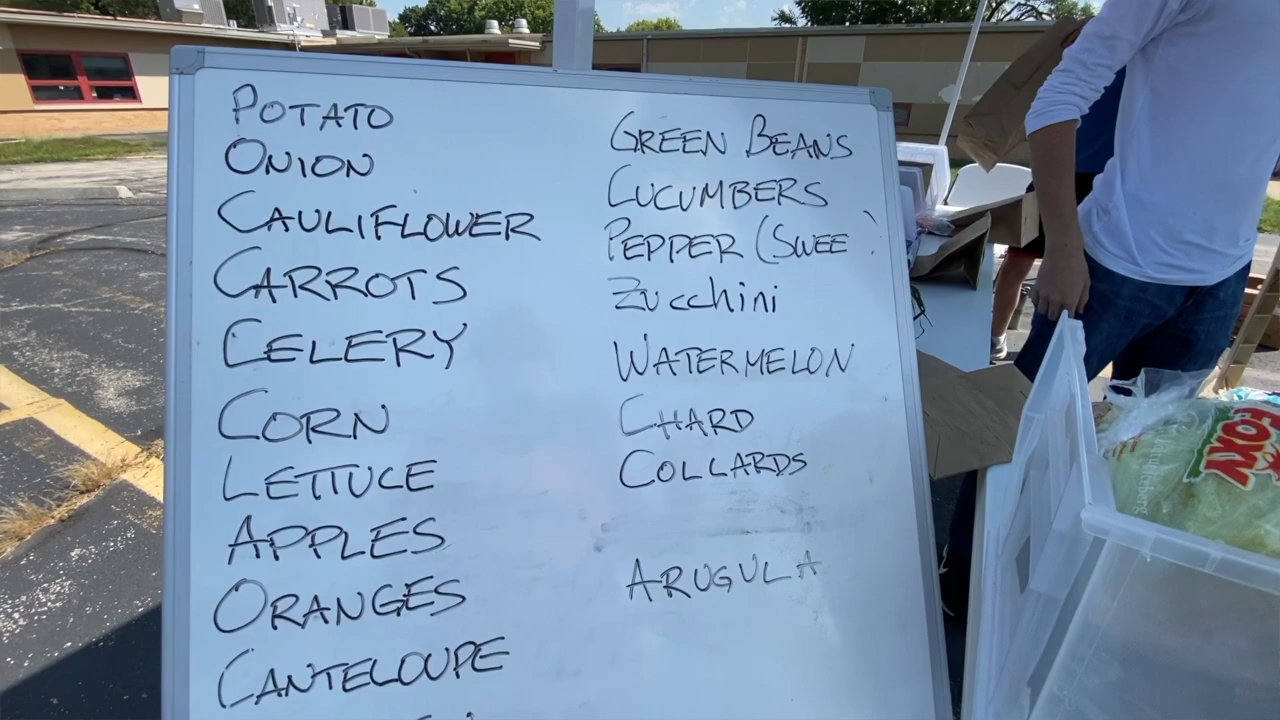 POTATO
ONION
CAULIFLOWER
CARROTS
CELERY
CORN
LETTUCE
APPLES
ORANGES
CANTELOUPE
GREEN BEANS
CUCUMBERS
PEPPER (SWEE )
Zucchini
WATERMELON
CHARD
COLLARDS
ARUGULA
FOXY